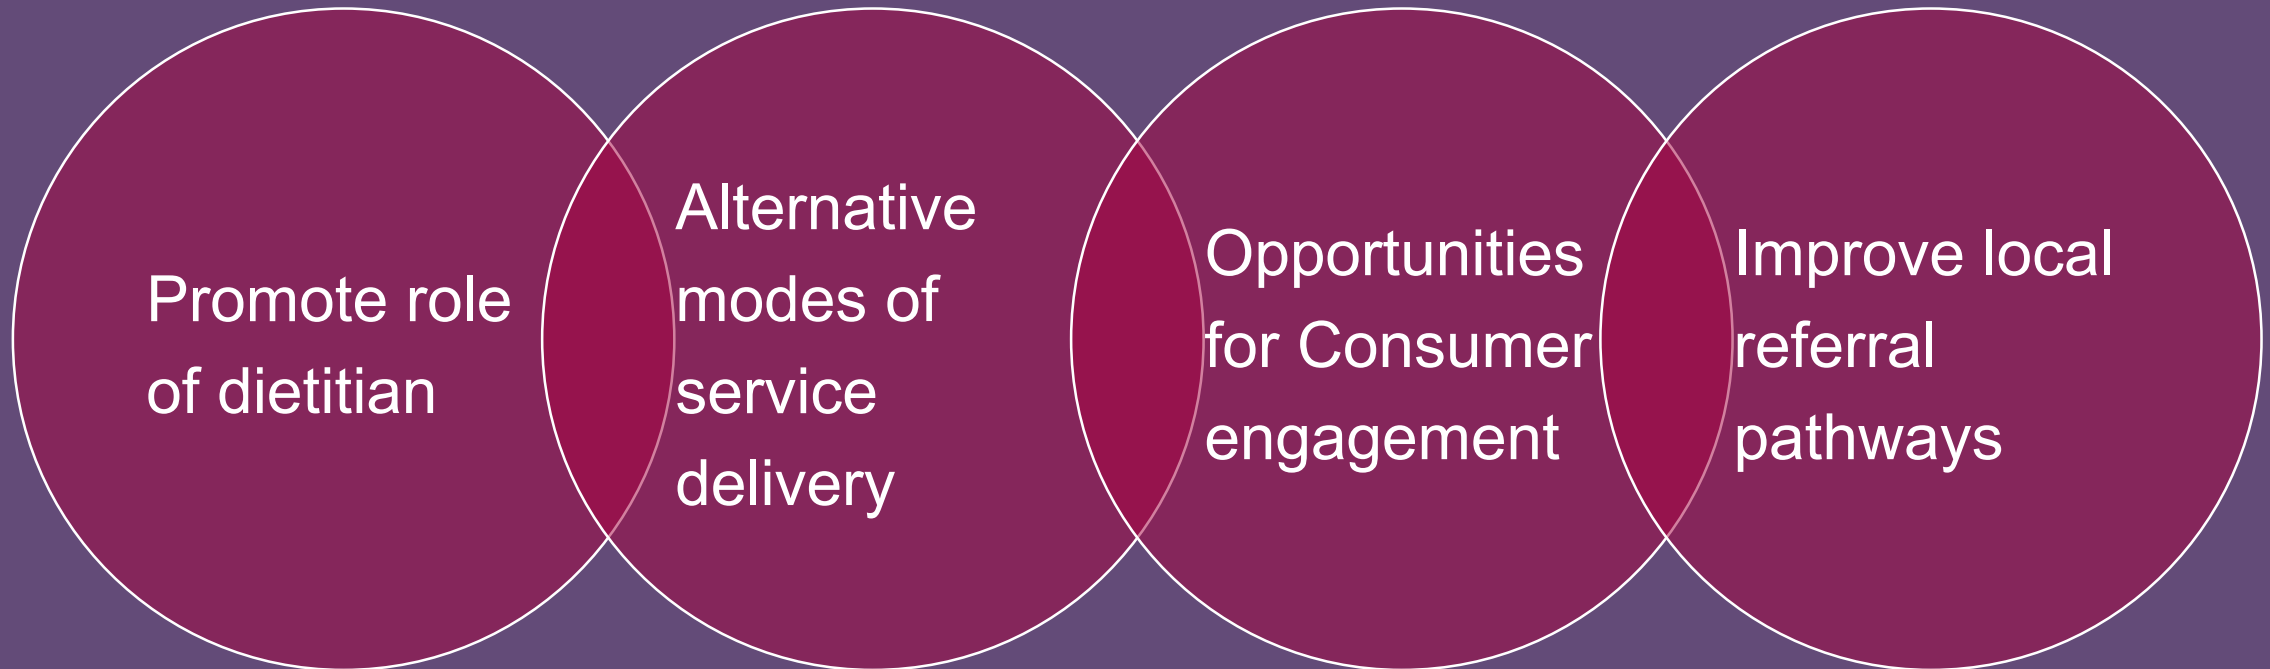 Promote role
of dietitian
Alternative
modes of
service
delivery
Opportunities
for Consumer
engagement
Improve local
referral
pathways